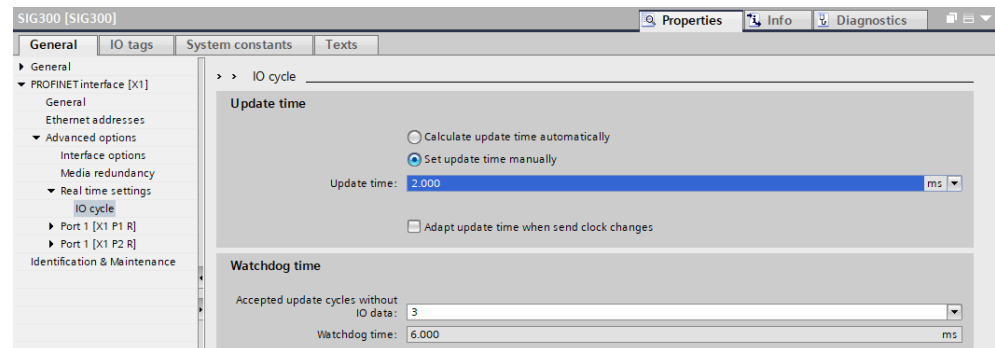 SIG300 [SIG300]
Properties
Info
Diagnostics
General
IO tags
System constants
Texts
General
PROFINET interface [X1]
General
Ethernet addresses
Advanced options
Interface options
Media redundancy
Real time settings
IO cycle
Port 1 [X1 P1 R]
Port 1 [X1 P2 R]
Identification & Maintenance
> > IO cycle
Update time
Calculate update time automatically
Set update time manually
Update time: 2.000 ms
Adapt update time when send clock changes
Watchdog time
Accepted update cycles without
IO data: 3
Watchdog time: 6.000 ms